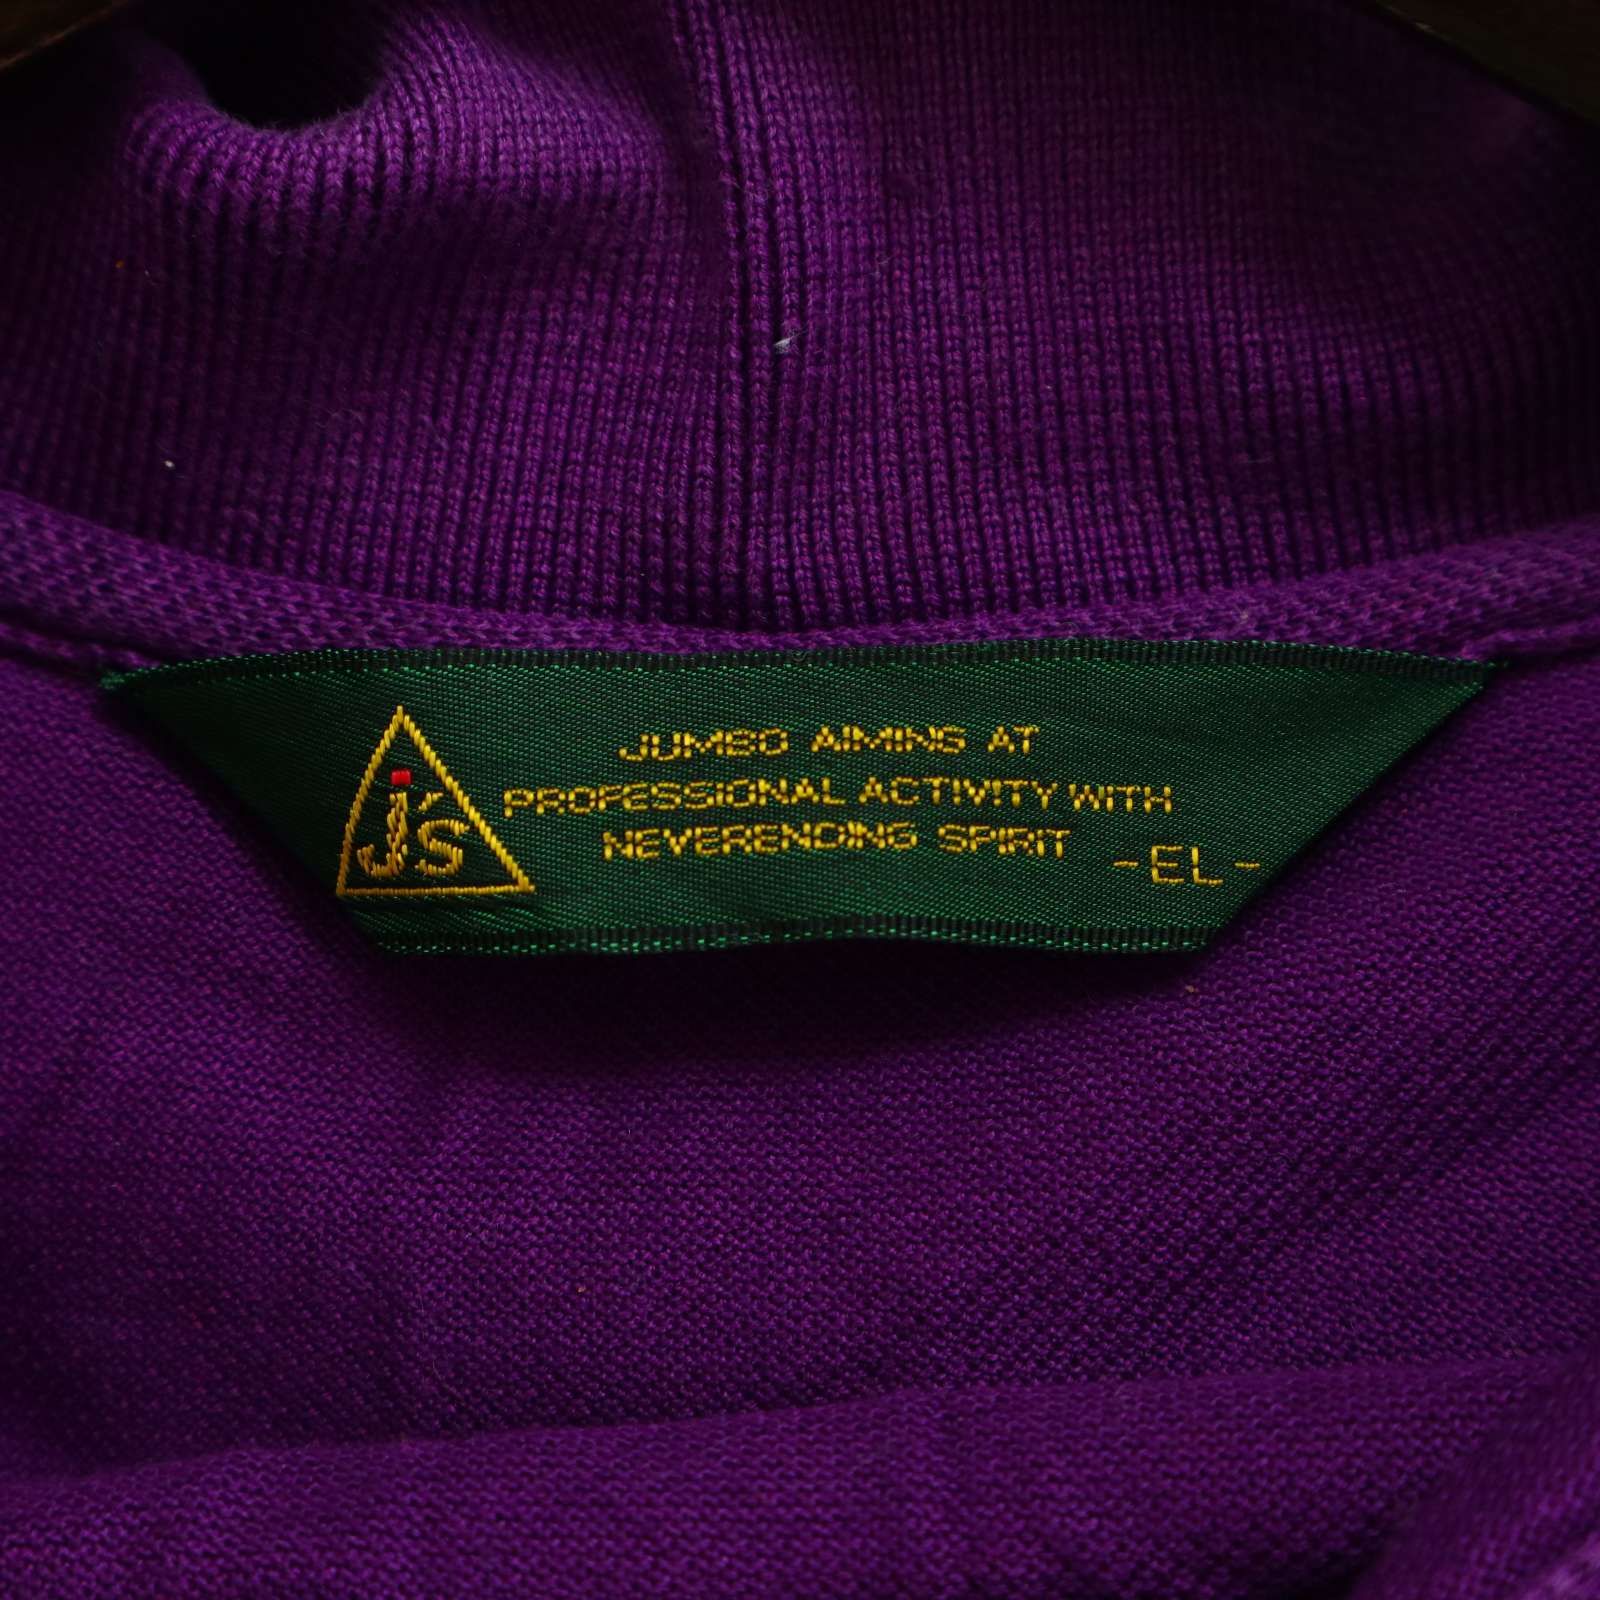 J's
JUMBO AIMING AT
PROFESSIONAL ACTIVITY WITH
NEVERENDING SPIRIT
-EL-